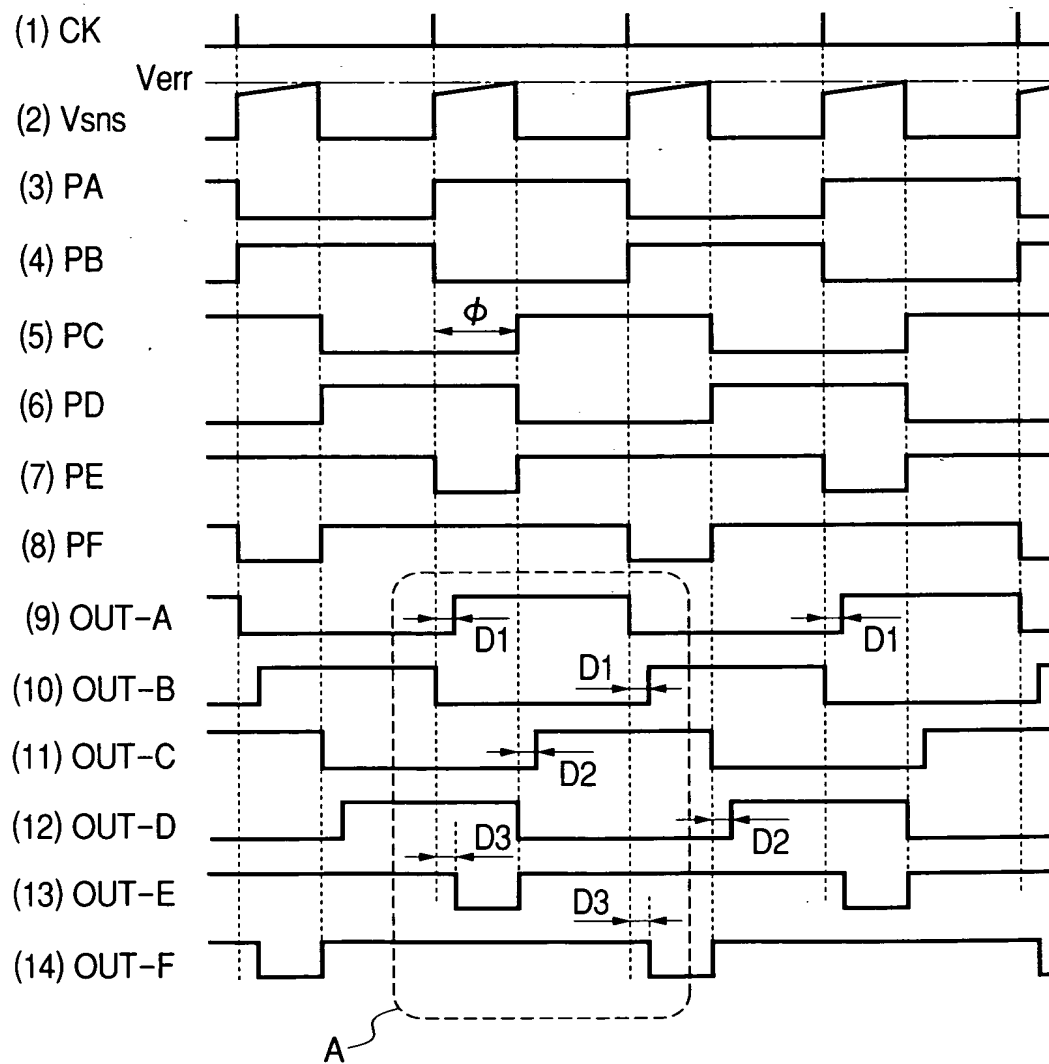 (1) CK
Verr
(2) Vsns
(3) PA
(4) PB
ϕ
(5) PC
(6) PD
(7) PE
(8) PF
(9) OUT-A
D1
D1
D1
(10) OUT-B
(11) OUT-C
D2
(12) OUT-D
D3
D2
(13) OUT-E
D3
(14) OUT-F
A